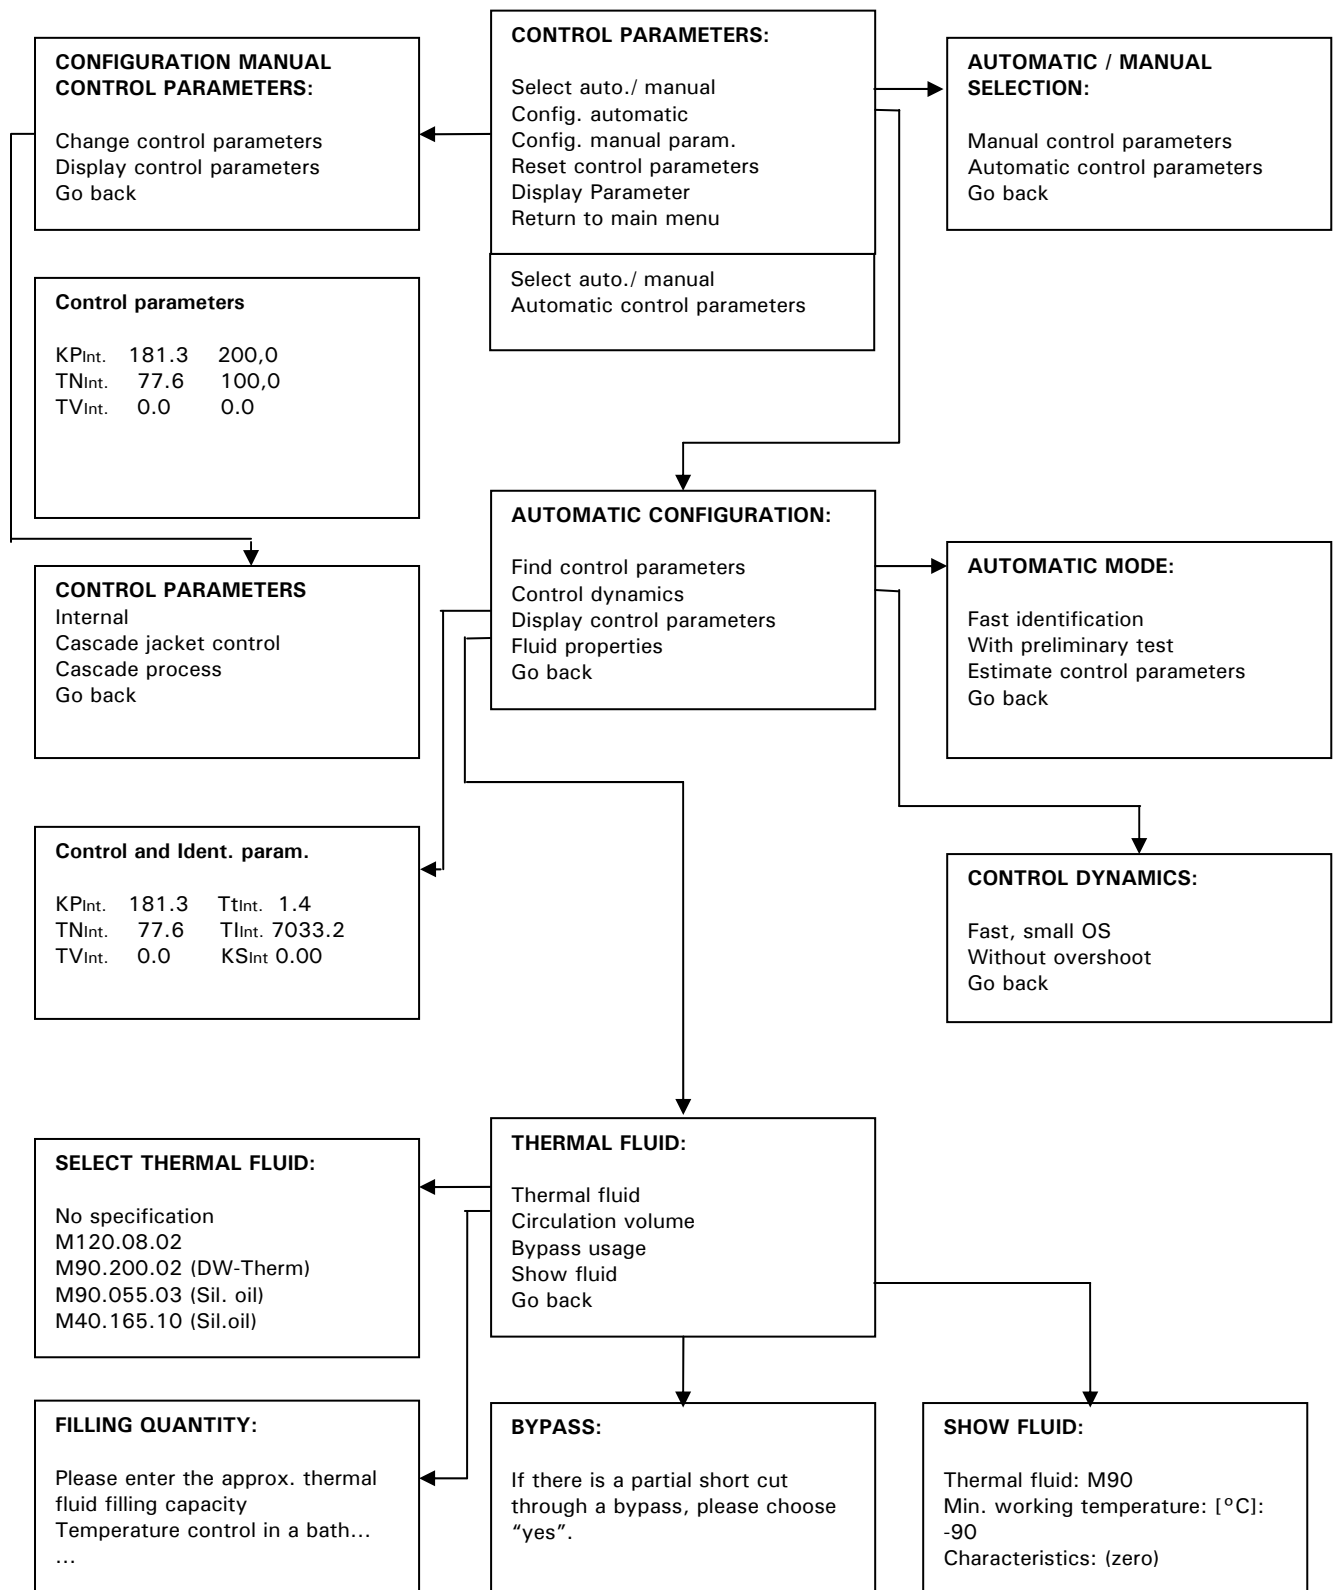 CONFIGURATION MANUAL
CONTROL PARAMETERS:
Change control parameters
Display control parameters
Go back
CONTROL PARAMETERS:
Select auto./ manual
Config. automatic
Config. manual param.
Reset control parameters
Display Parameter
Return to main menu
Select auto./ manual
Automatic control parameters
AUTOMATIC / MANUAL
SELECTION:
Manual control parameters
Automatic control parameters
Go back
Control parameters
KPInt. 181.3 200,0
TNInt. 77.6 100,0
TVInt. 0.0 0.0
CONTROL PARAMETERS
Internal
Cascade jacket control
Cascade process
Go back
AUTOMATIC CONFIGURATION:
Find control parameters
Control dynamics
Display control parameters
Fluid properties
Go back
AUTOMATIC MODE:
Fast identification
With preliminary test
Estimate control parameters
Go back
Control and Ident. param.
KPInt. 181.3 TtInt. 1.4
TNInt. 77.6 TIInt. 7033.2
TVInt. 0.0 KSInt 0.00
CONTROL DYNAMICS:
Fast, small OS
Without overshoot
Go back
SELECT THERMAL FLUID:
No specification
M120.08.02
M90.200.02 (DW-Therm)
M90.055.03 (Sil. oil)
M40.165.10 (Sil.oil)
THERMAL FLUID:
Thermal fluid
Circulation volume
Bypass usage
Show fluid
Go back
FILLING QUANTITY:
Please enter the approx. thermal
fluid filling capacity
Temperature control in a bath...
...
BYPASS:
If there is a partial short cut
through a bypass, please choose
“yes”.
SHOW FLUID:
Thermal fluid: M90
Min. working temperature: [°C]:
-90
Characteristics: (zero)